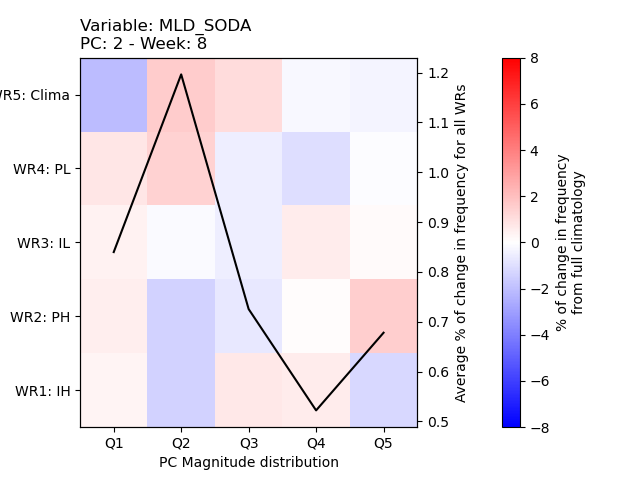 Variable: MLD_SODA
PC: 2 - Week: 8
WR5: Clima
WR4: PL
WR3: IL
WR2: PH
WR1: IH
Q1 Q2 Q3 Q4 Q5
PC Magnitude distribution
1.2
1.1
1.0
0.9
0.8
0.7
0.6
0.5
Average % of change in frequency for all WRs
8
6
4
2
0
−2
−4
−6
−8
% of change in frequency
from full climatology